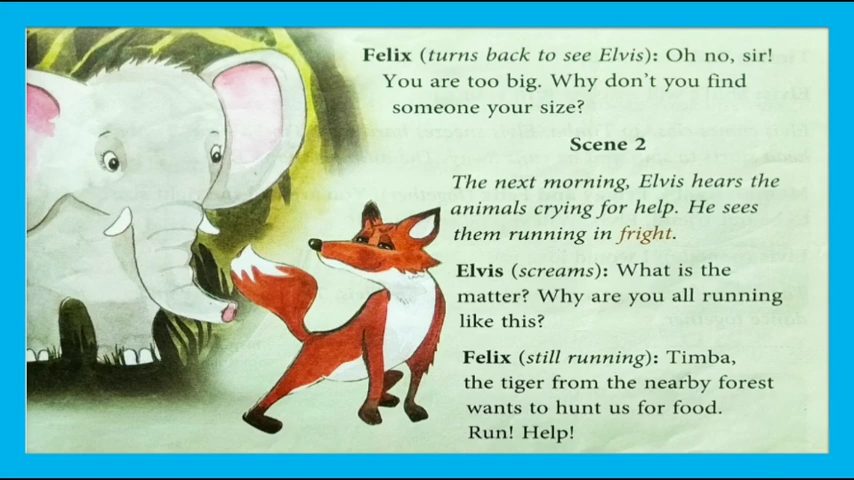 Felix (turns back to see Elvis): Oh no, sir!
You are too big. Why don't you find
someone your size?
Scene 2
The next morning, Elvis hears the
animals crying for help. He sees
them running in fright.
Elvis (screams): What is the
matter? Why are you all running
like this?
Felix (still running): Timba,
the tiger from the nearby forest
wants to hunt us for food.
Run! Help!